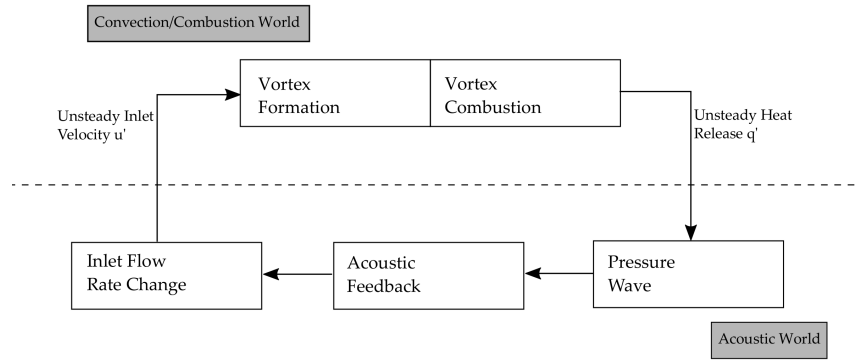 Convection/Combustion World
Vortex
Formation
Vortex
Combustion
Unsteady Inlet
Velocity u'
Unsteady Heat
Release q'
Inlet Flow
Rate Change
Acoustic
Feedback
Pressure
Wave
Acoustic World